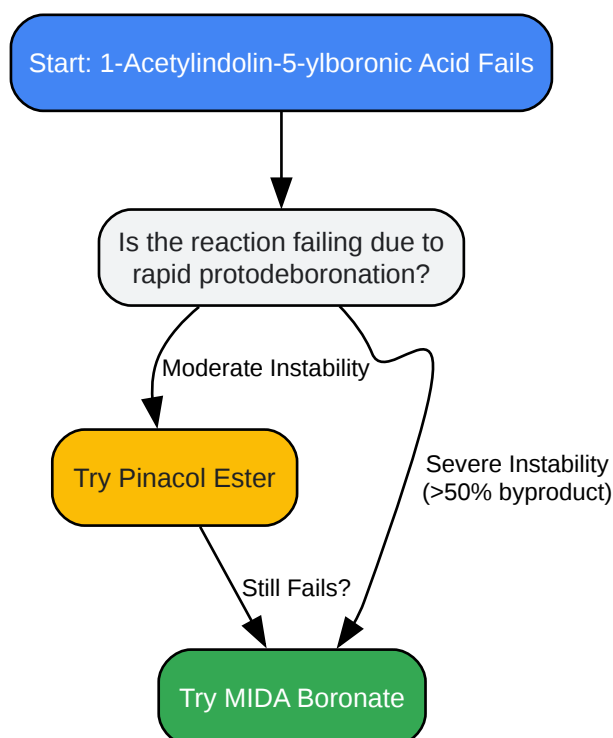 Start: 1-Acetylindolin-5-ylboronic Acid Fails
Is the reaction failing due to
rapid protodeboronation?
Moderate Instability
Try Pinacol Ester
Severe Instability
(>50% byproduct)
Still Fails?
Try MIDA Boronate